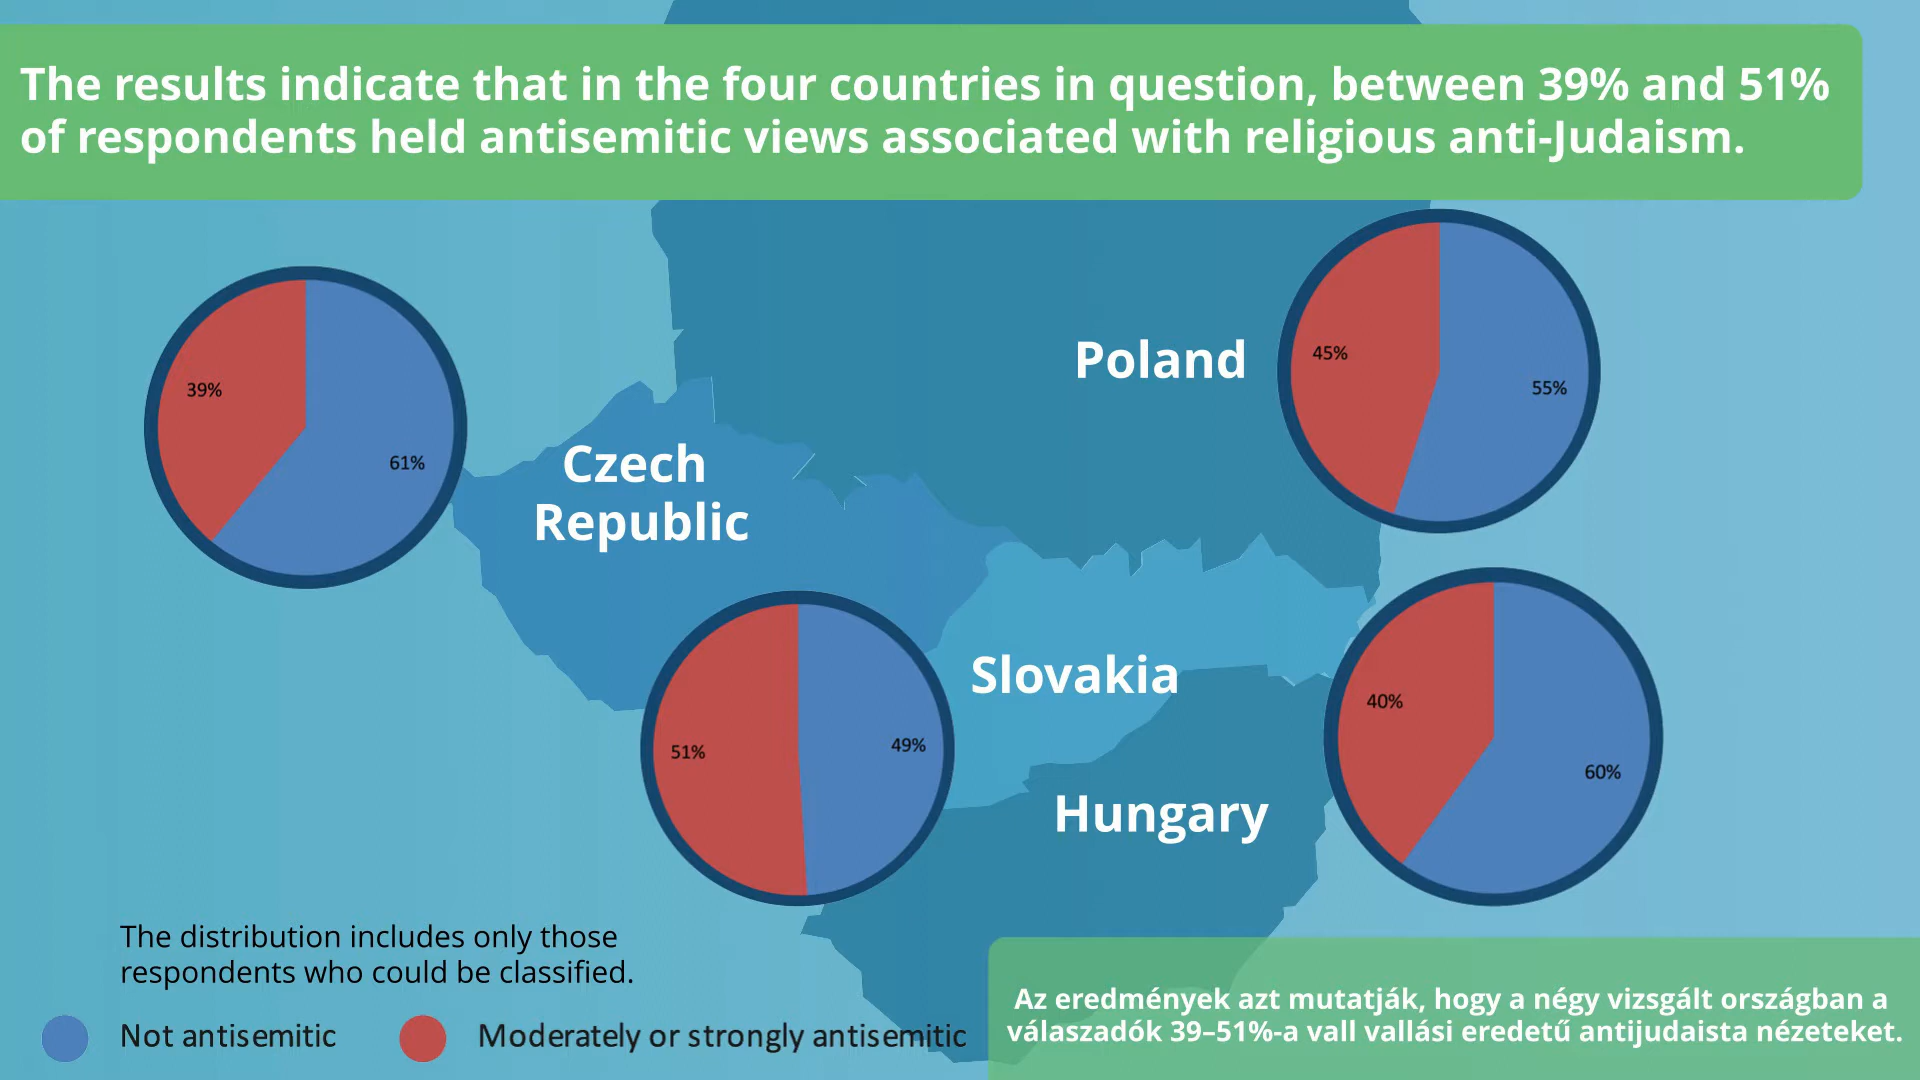 The results indicate that in the four countries in question, between 39% and 51%
of respondents held antisemitic views associated with religious anti-Judaism.
39%
61%
Czech
Republic
Poland
45%
55%
51%
49%
Slovakia
Hungary
40%
60%
The distribution includes only those
respondents who could be classified.
Not antisemitic
Moderately or strongly antisemitic
Az eredmények azt mutatják, hogy a négy vizsgált országban a
válaszadók 39–51%-a vall vallási eredetű antijudaista nézeteket.